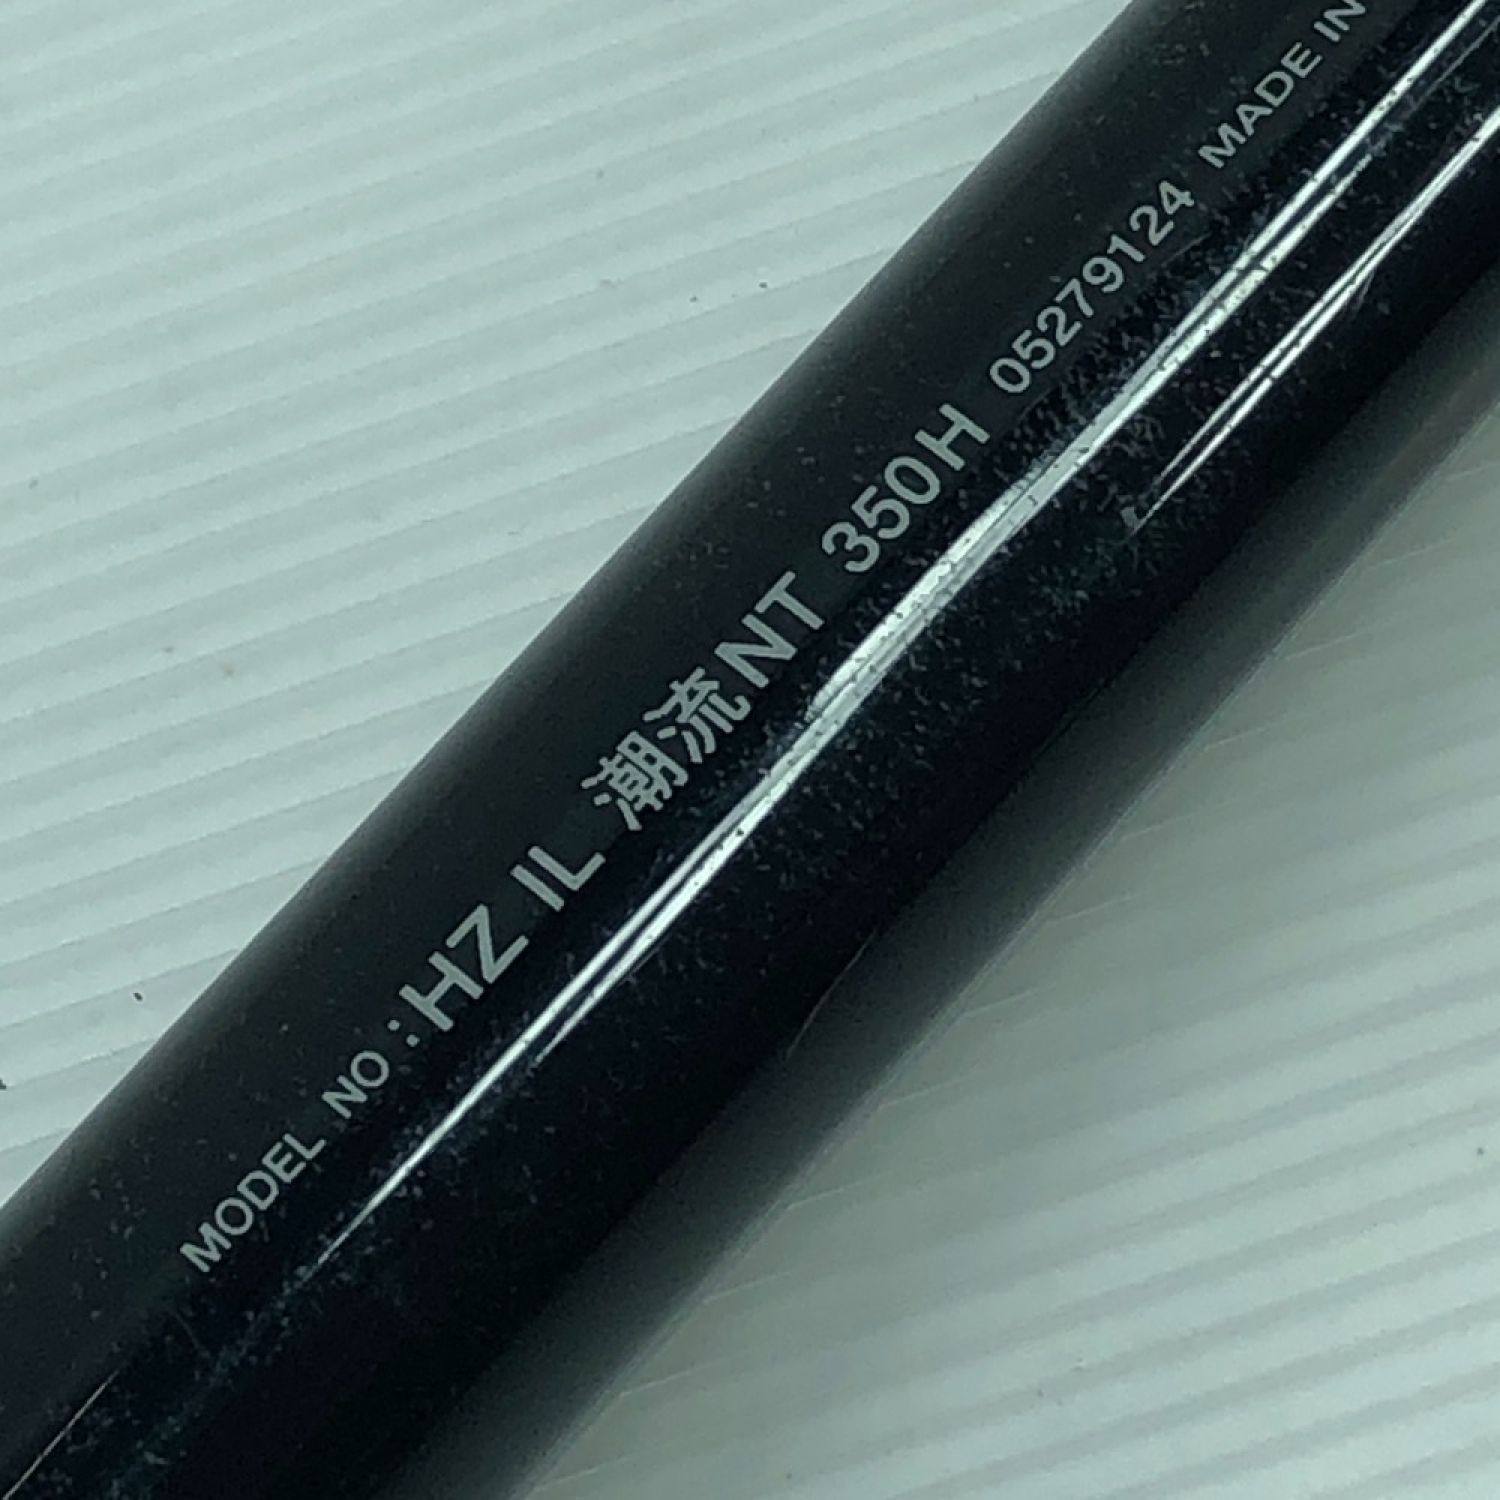 MODEL NO : HZ IL 潮流NT 350H 05279124 MADE IN